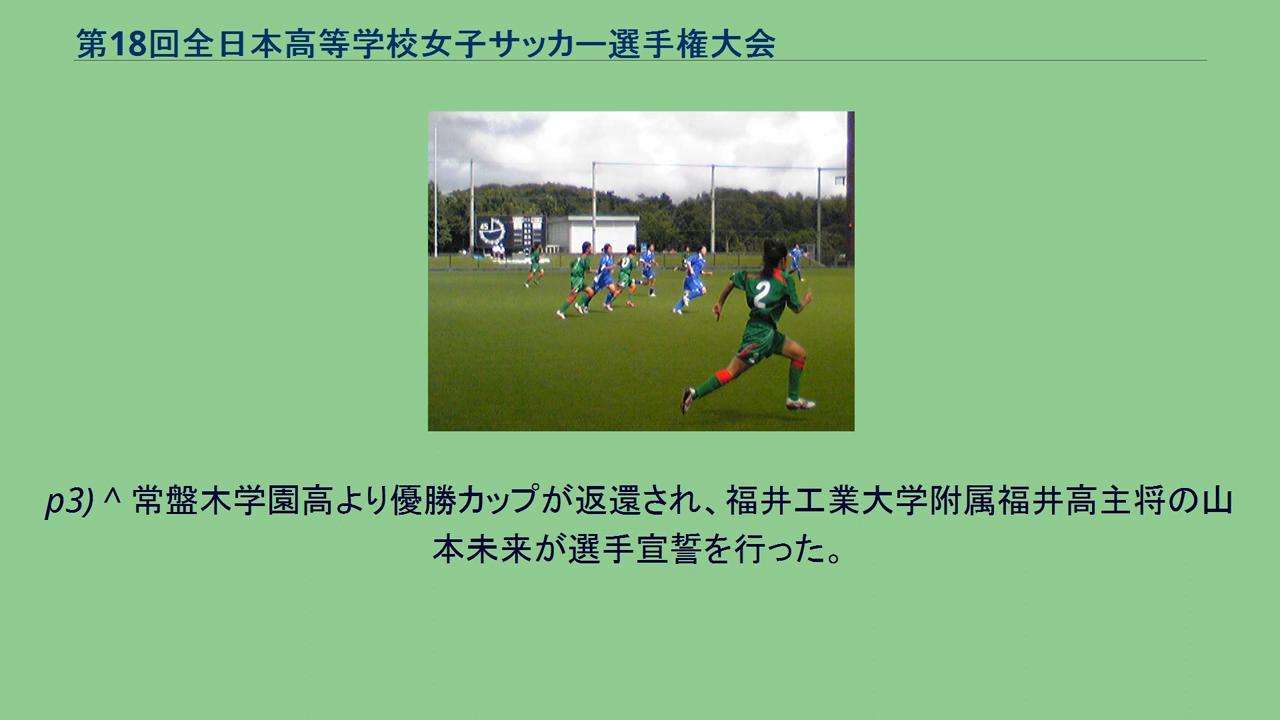 第18回全日本高等学校女子サッカー選手権大会
45
2
p3) ^ 常盤木学園高より優勝カップが返還され、福井工業大学附属福井高主将の山
本未来が選手宣誓を行った。